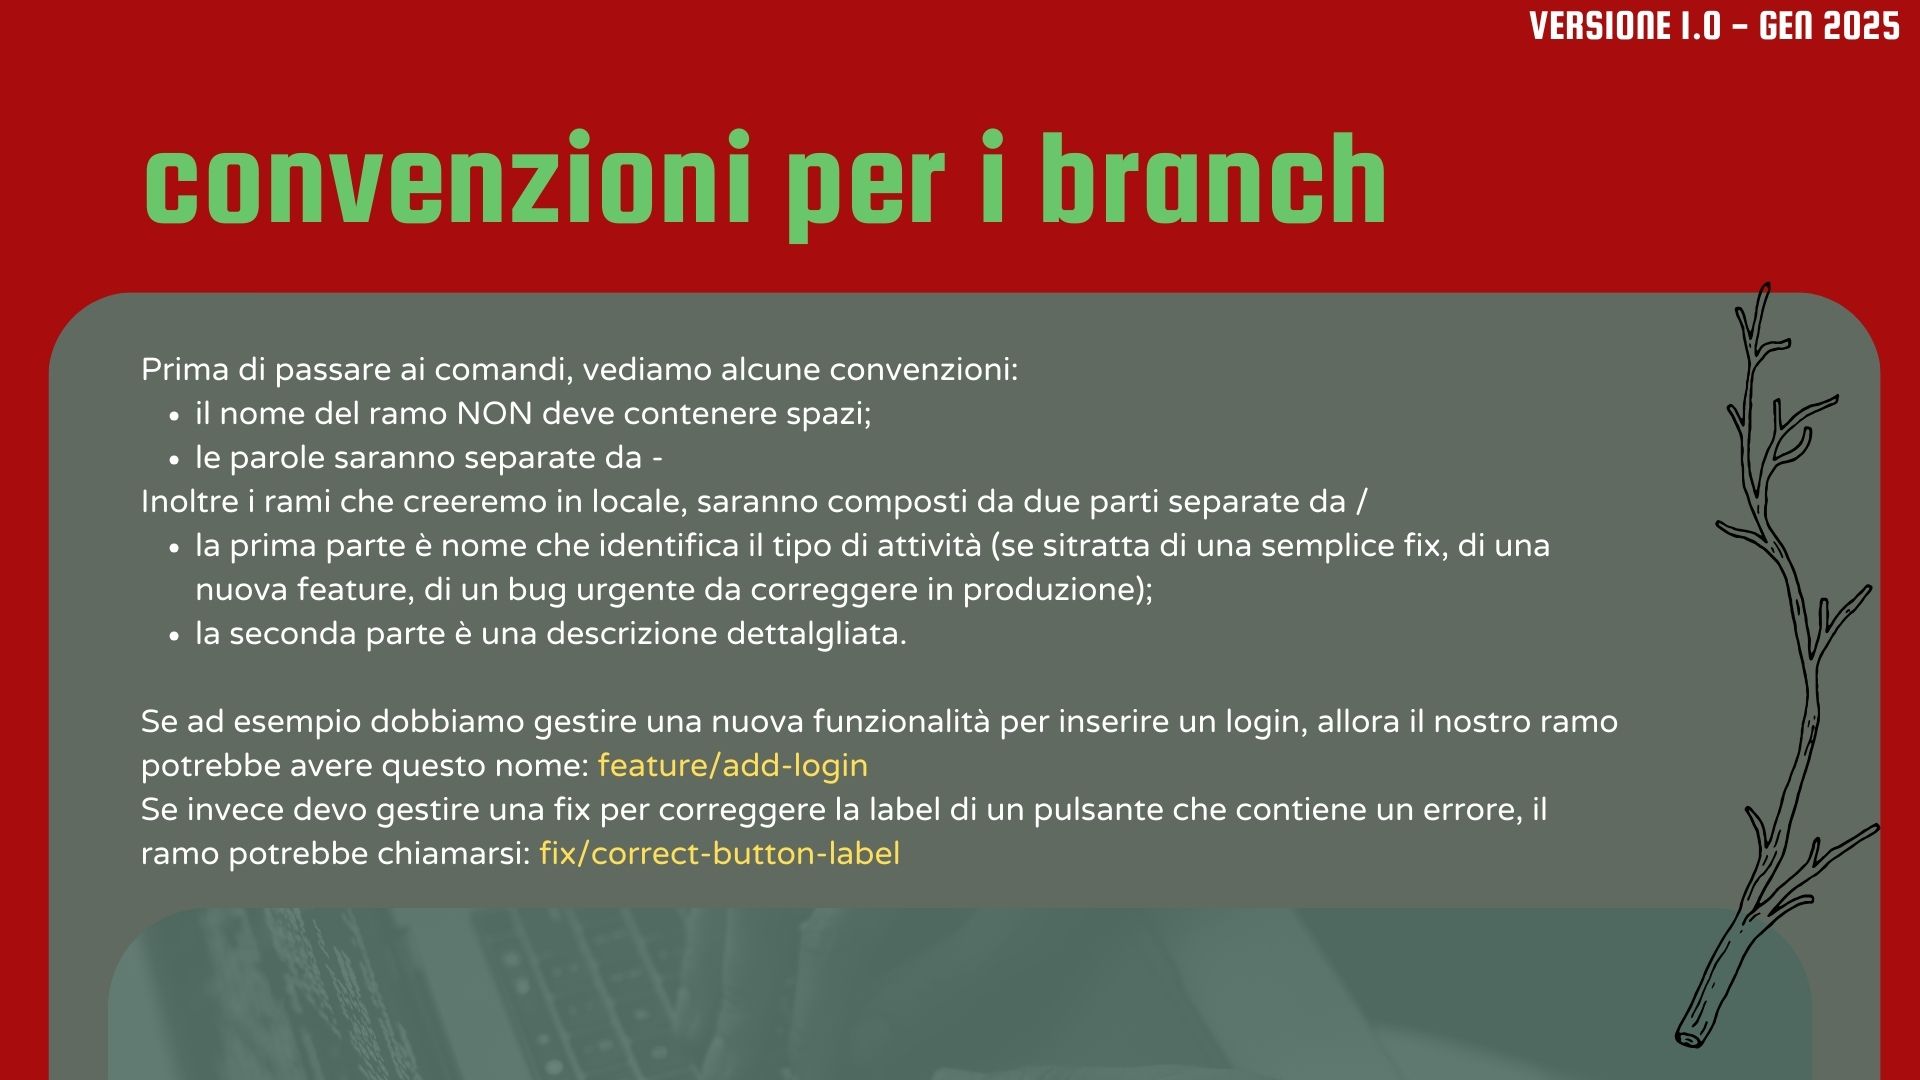 VERSIONE 1.0 - GEN 2025
convenzioni per i branch
Prima di passare ai comandi, vediamo alcune convenzioni:
• il nome del ramo NON deve contenere spazi;
• le parole saranno separate da -
Inoltre i rami che creeremo in locale, saranno composti da due parti separate da /
• la prima parte è nome che identifica il tipo di attività (se sitratta di una semplice fix, di una
nuova feature, di un bug urgente da correggere in produzione);
• la seconda parte è una descrizione dettalgliata.
Se ad esempio dobbiamo gestire una nuova funzionalità per inserire un login, allora il nostro ramo
potrebbe avere questo nome: feature/add-login
Se invece devo gestire una fix per correggere la label di un pulsante che contiene un errore, il
ramo potrebbe chiamarsi: fix/correct-button-label